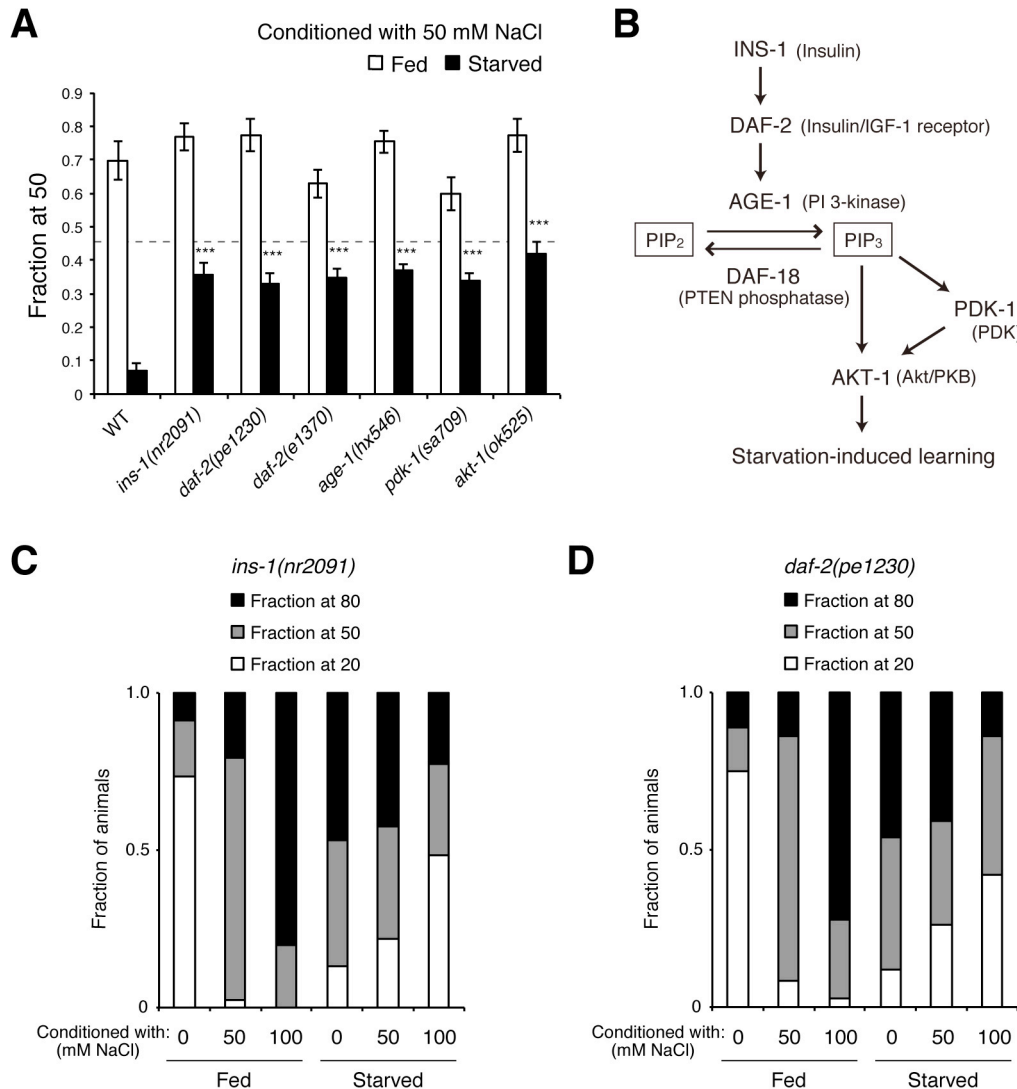 A
Conditioned with 50 mM NaCl
Fed Starved
Fraction at 50
0.9
0.8
0.7
0.6
0.5
0.4
0.3
0.2
0.1
0
***
***
***
***
***
***
WT
ins-1(nr2091)
daf-2(pe1230)
daf-2(e1370)
age-1(hx546)
pdk-1(sa709)
akt-1(ok525)
B
INS-1 (Insulin)
DAF-2 (Insulin/IGF-1 receptor)
AGE-1 (PI 3-kinase)
PIP2 PIP3
DAF-18
(PTEN phosphatase)
PDK-1
(PDK)
AKT-1 (Akt/PKB)
Starvation-induced learning
C
ins-1(nr2091)
Fraction at 80
Fraction at 50
Fraction at 20
Fraction of animals
1.0
0.5
0
Conditioned with: 0 50 100 0 50 100
(mM NaCl)
Fed Starved
D
daf-2(pe1230)
Fraction at 80
Fraction at 50
Fraction at 20
Fraction of animals
1.0
0.5
0
Conditioned with: 0 50 100 0 50 100
(mM NaCl)
Fed Starved